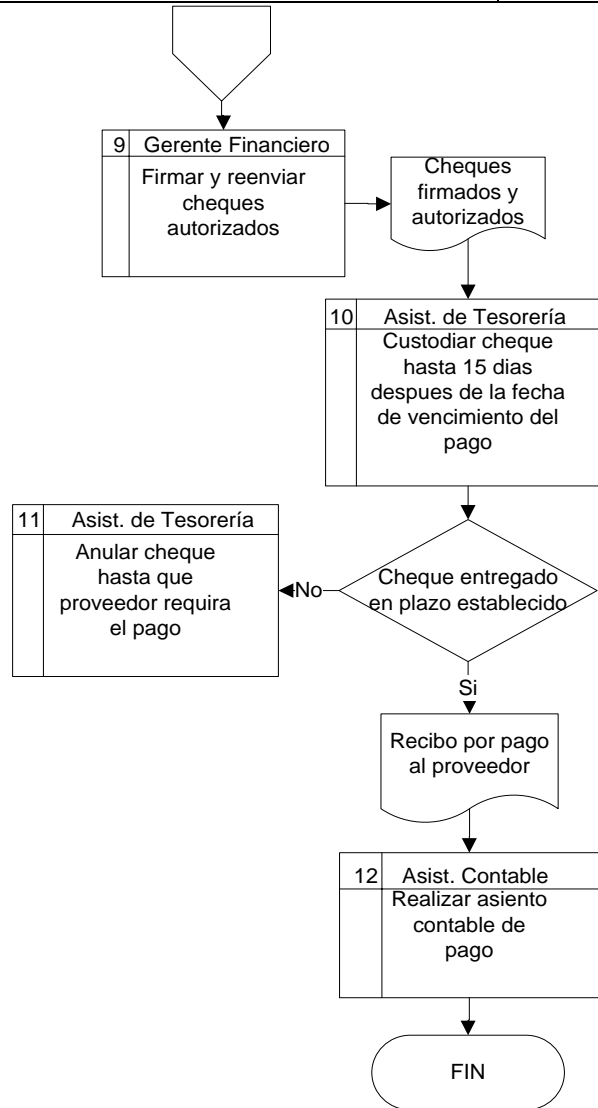 9 Gerente Financiero
Firmar y reenviar
cheques
autorizados
Cheques
firmados y
autorizados
10 Asist. de Tesorería
Custodiar cheque
hasta 15 dias
despues de la fecha
de vencimiento del
pago
11 Asist. de Tesorería
Anular cheque
hasta que
proveedor requira
el pago
No
Cheque entregado
en plazo establecido
Si
Recibo por pago
al proveedor
12 Asist. Contable
Realizar asiento
contable de
pago
FIN